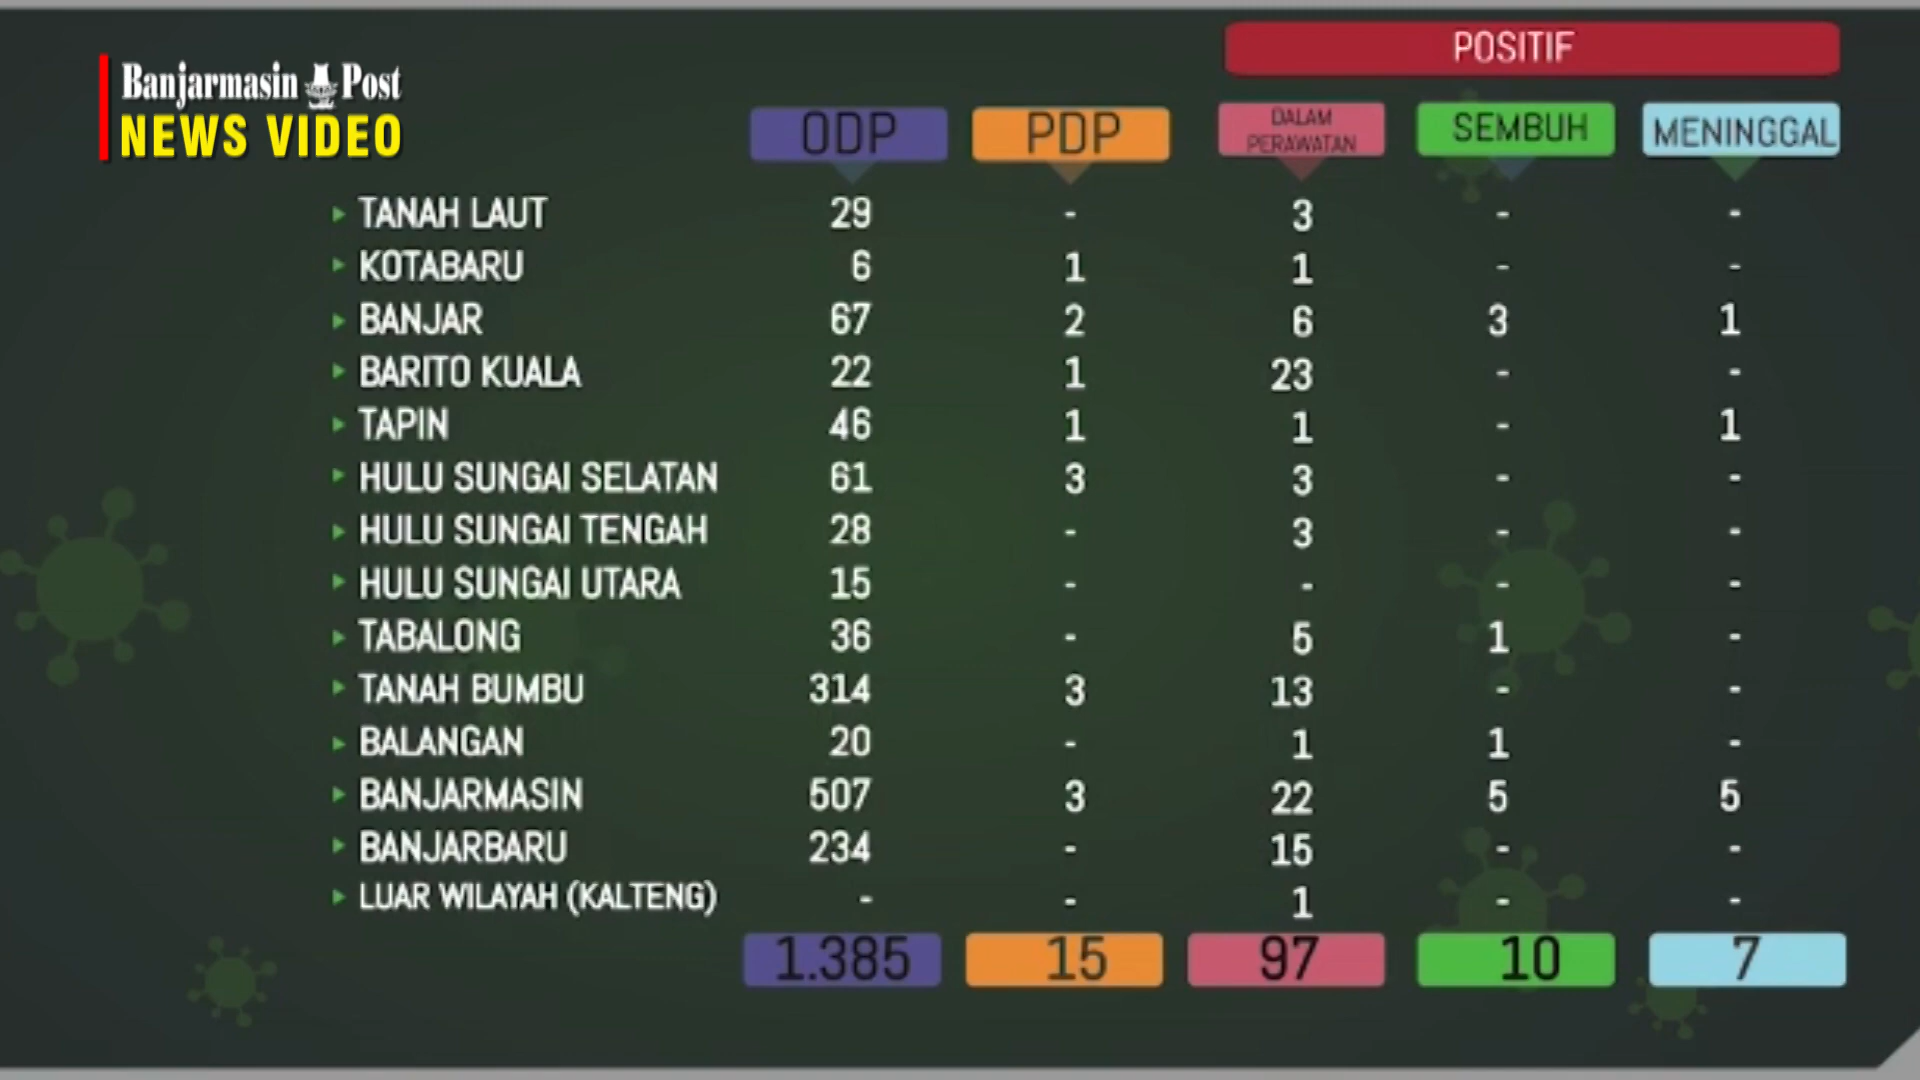 Banjarmasin Post
NEWS VIDEO
POSITIF
ODP PDP DALAM PERAWATAN SEMBUH MENINGGAL
TANAH LAUT 29 - 3 - -
KOTABARU 6 1 1 - -
BANJAR 67 2 6 3 1
BARITO KUALA 22 1 23 - -
TAPIN 46 1 1 - 1
HULU SUNGAI SELATAN 61 3 3 - -
HULU SUNGAI TENGAH 28 - 3 - -
HULU SUNGAI UTARA 15 - - - -
TABALONG 36 - 5 1 -
TANAH BUMBU 314 3 13 - -
BALANGAN 20 - 1 1 -
BANJARMASIN 507 3 22 5 5
BANJARBARU 234 - 15 - -
LUAR WILAYAH (KALTENG) - - 1 - -
1.385 15 97 10 7